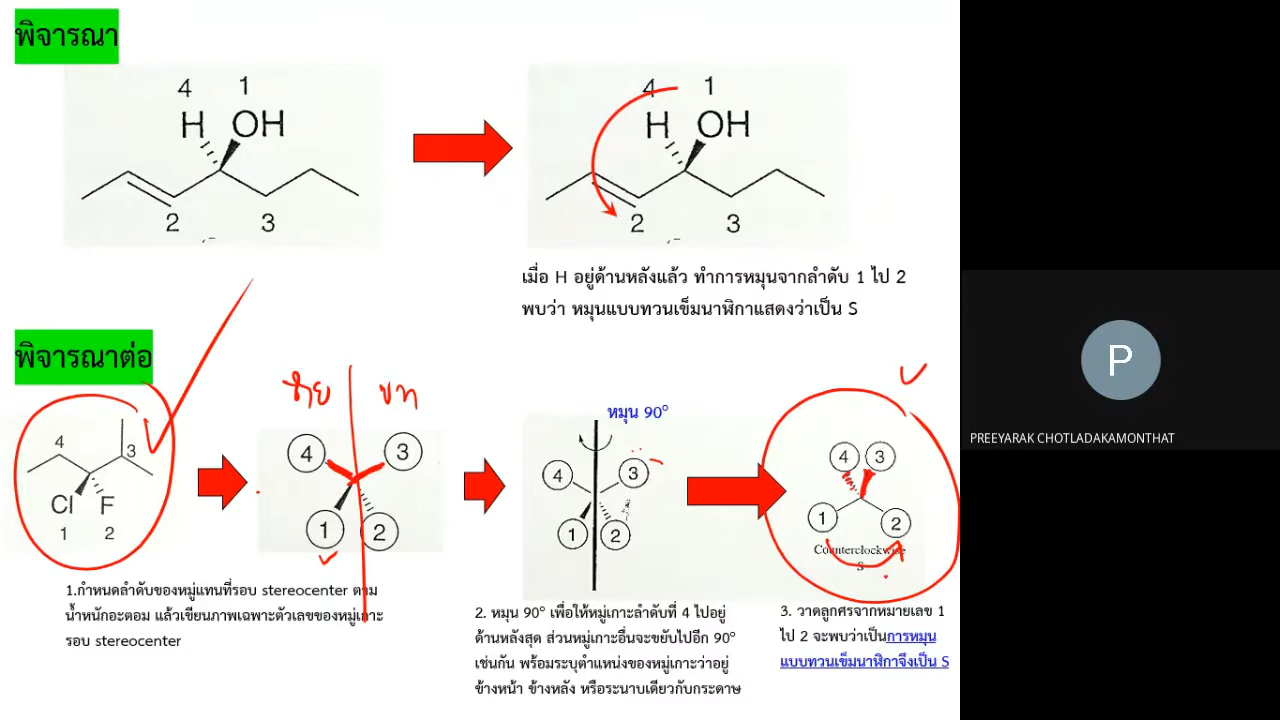 พิจารณา
4 1
H OH
2 3
4 1
H OH
2 3
เมื่อ H อยู่ด้านหลังแล้ว ทำการหมุนจากลำดับ 1 ไป 2
พบว่า หมุนแบบทวนเข็มนาฬิกาแสดงว่าเป็น S
พิจารณาต่อ
4
3
Cl F
1 2
ซ้าย ขวา
4 3
1 2
หมุน 90°
4 3
1 2
4 3
1 2
Counterclockwise
S
1.กำหนดลำดับของหมู่แทนที่รอบ stereocenter ตาม
น้ำหนักอะตอม แล้วเขียนภาพเฉพาะตัวเลขของหมู่เกาะ
รอบ stereocenter
2. หมุน 90° เพื่อให้หมู่เกาะลำดับที่ 4 ไปอยู่
ด้านหลังสุด ส่วนหมู่เกาะอื่นจะขยับไปอีก 90°
เช่นกัน พร้อมระบุตำแหน่งของหมู่เกาะว่าอยู่
ข้างหน้า ข้างหลัง หรือระนาบเดียวกับกระดาษ
3. วาดลูกศรจากหมายเลข 1
ไป 2 จะพบว่าเป็นการหมุน
แบบทวนเข็มนาฬิกาจึงเป็น S
P
PREEYARAK CHOTLADAKAMONTHAT